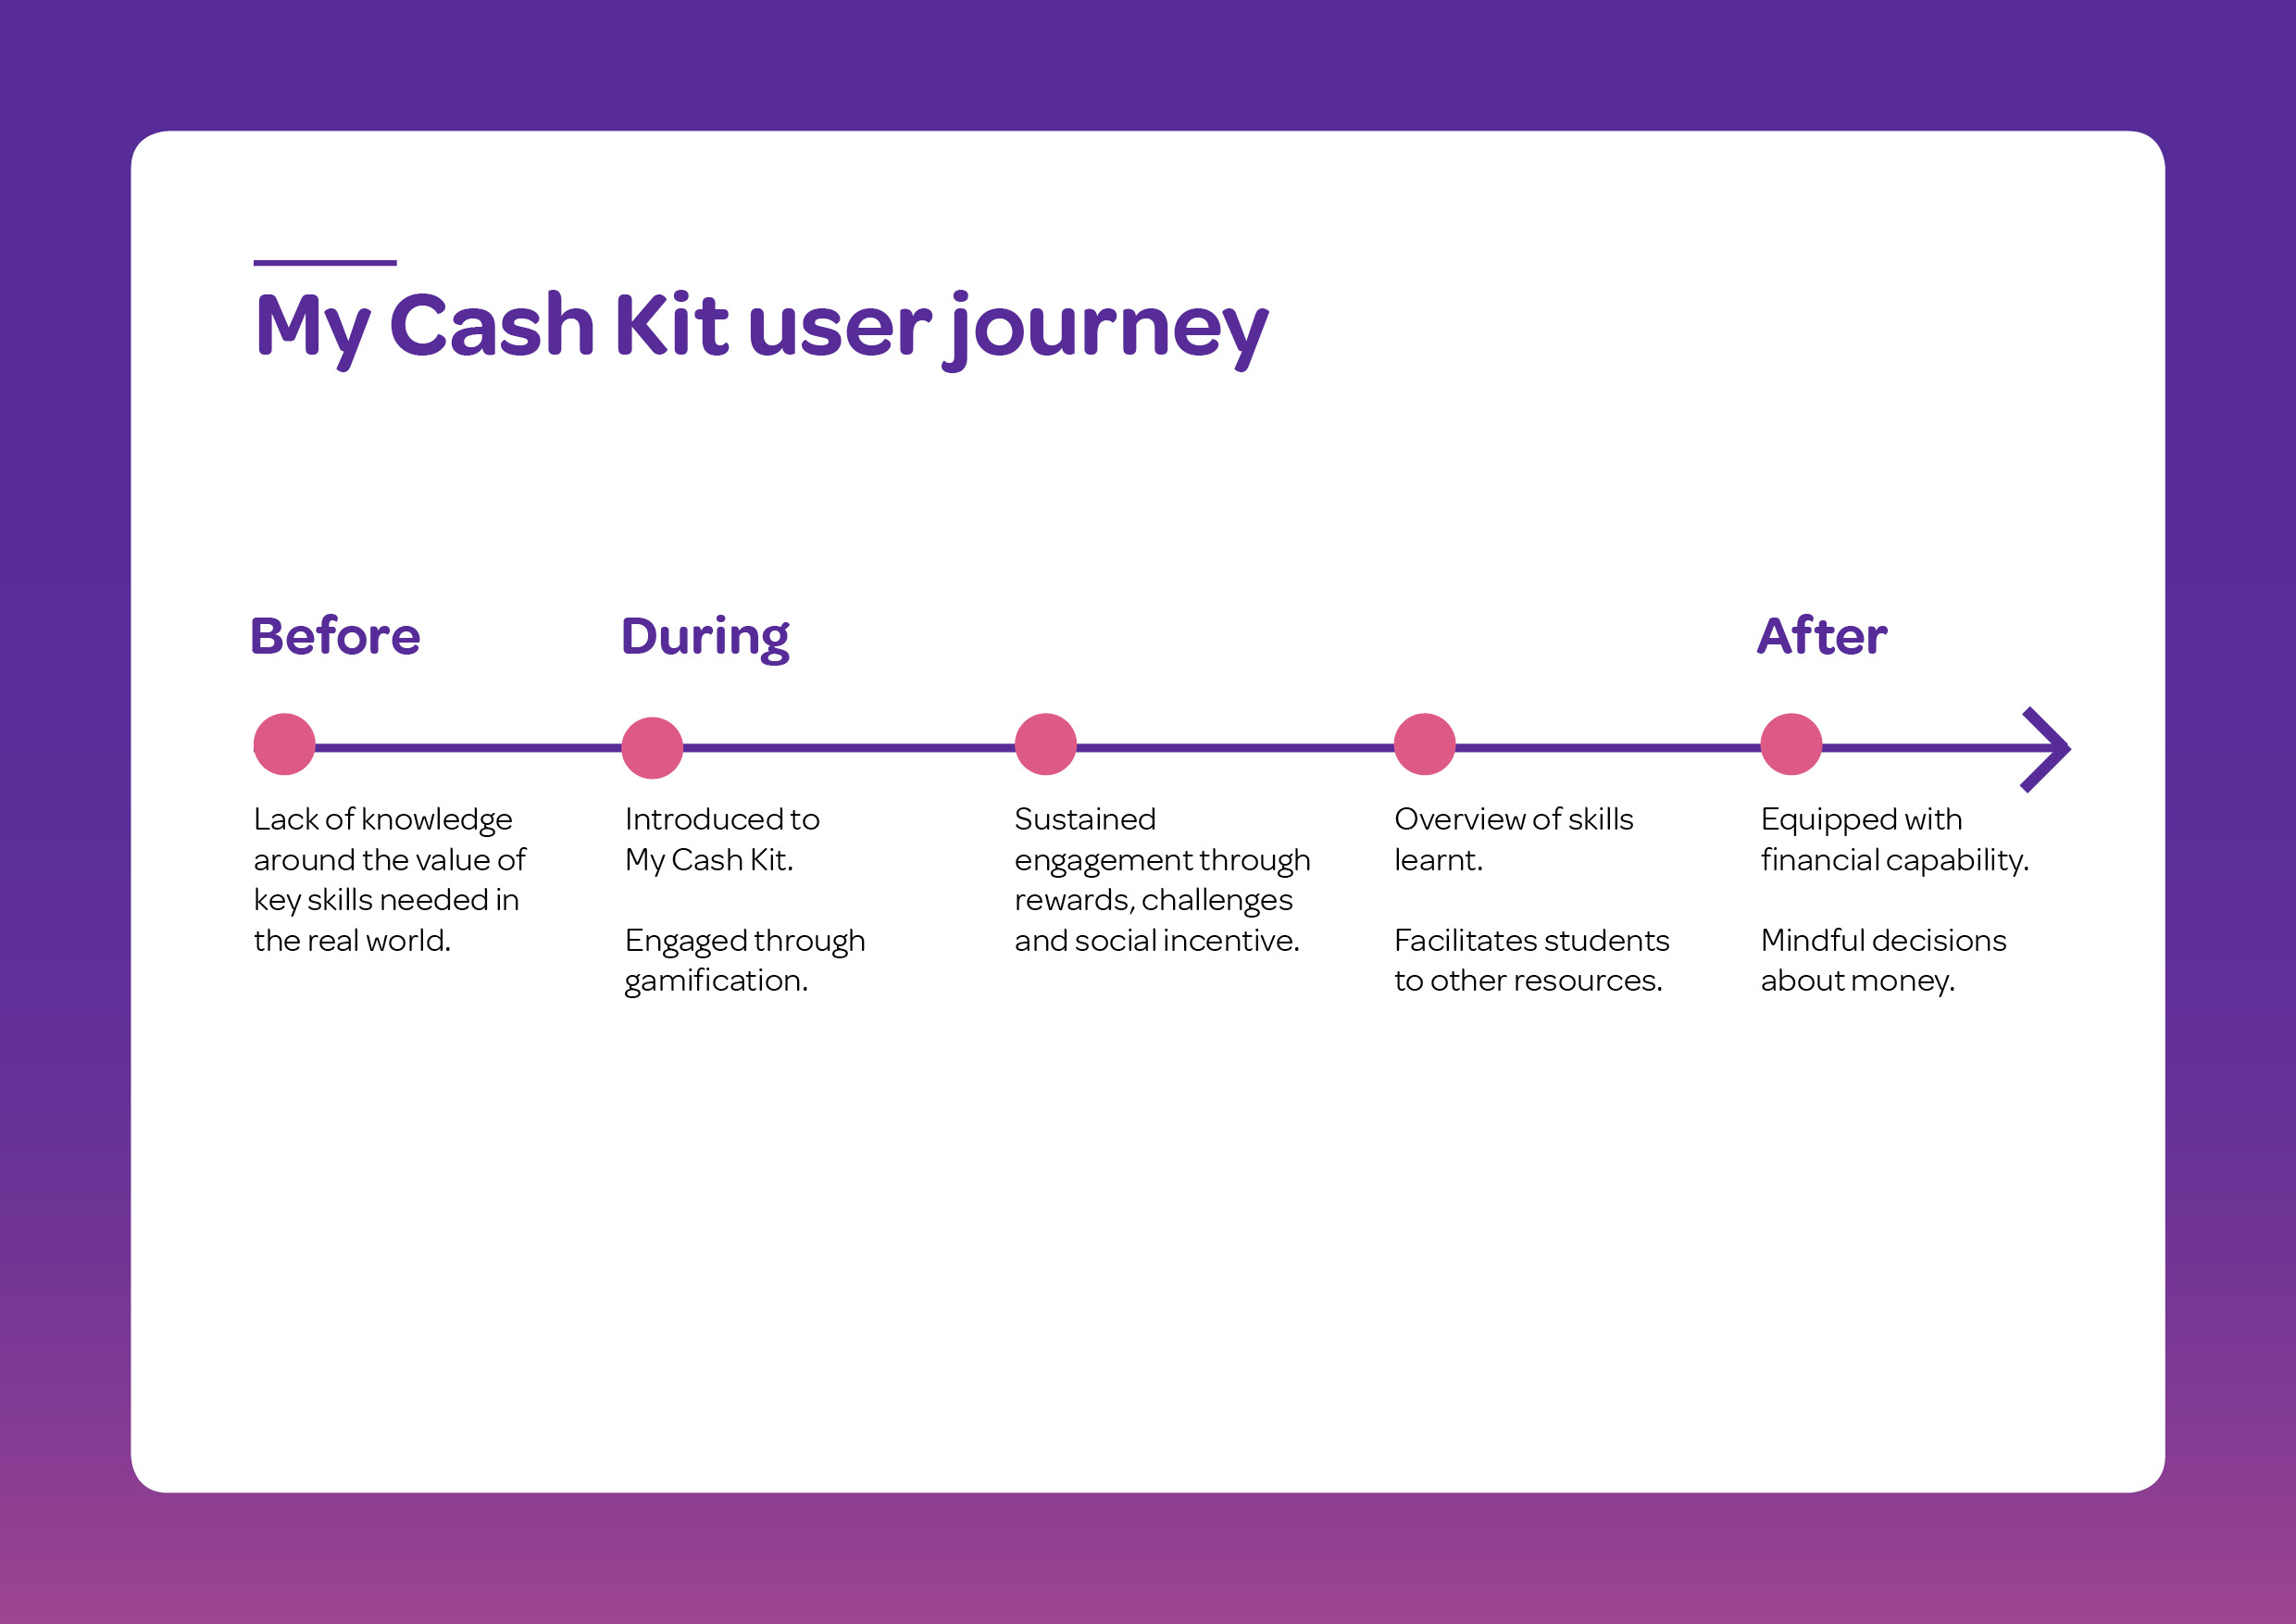 My Cash Kit user journey
Before
During
After
Lack of knowledge
around the value of
key skills needed in
the real world.
Introduced to
My Cash Kit.
Engaged through
gamification.
Sustained
engagement through
rewards, challenges
and social incentive.
Overview of skills
learnt.
Facilitates students
to other resources.
Equipped with
financial capability.
Mindful decisions
about money.